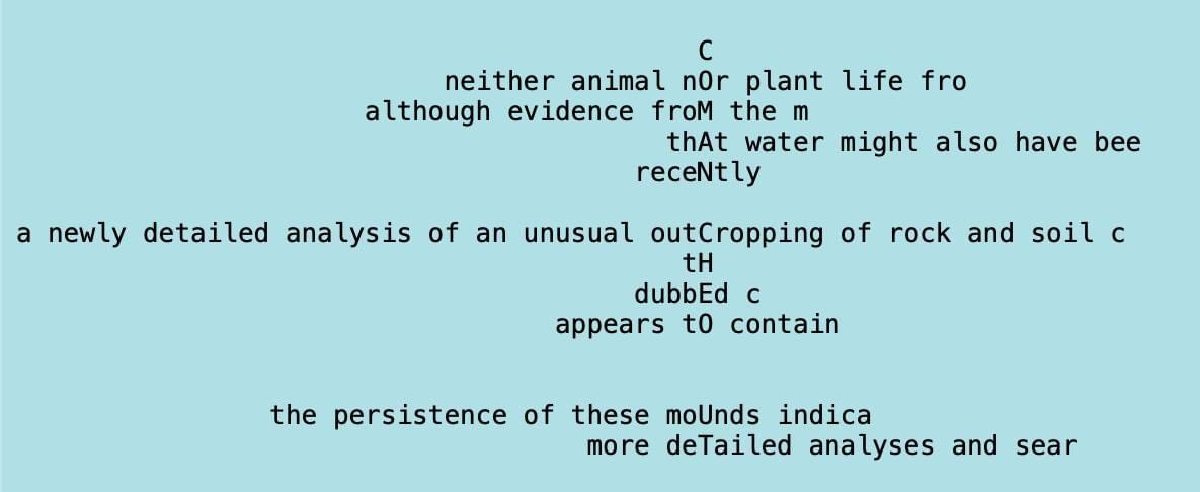 C
neither animal nOr plant life fro
although evidence froM the m
thAt water might also have bee
receNtly
a newly detailed analysis of an unusual outCropping of rock and soil c
tH
dubbEd c
appears tO contain
the persistence of these moUnds indica
more deTailed analyses and sear